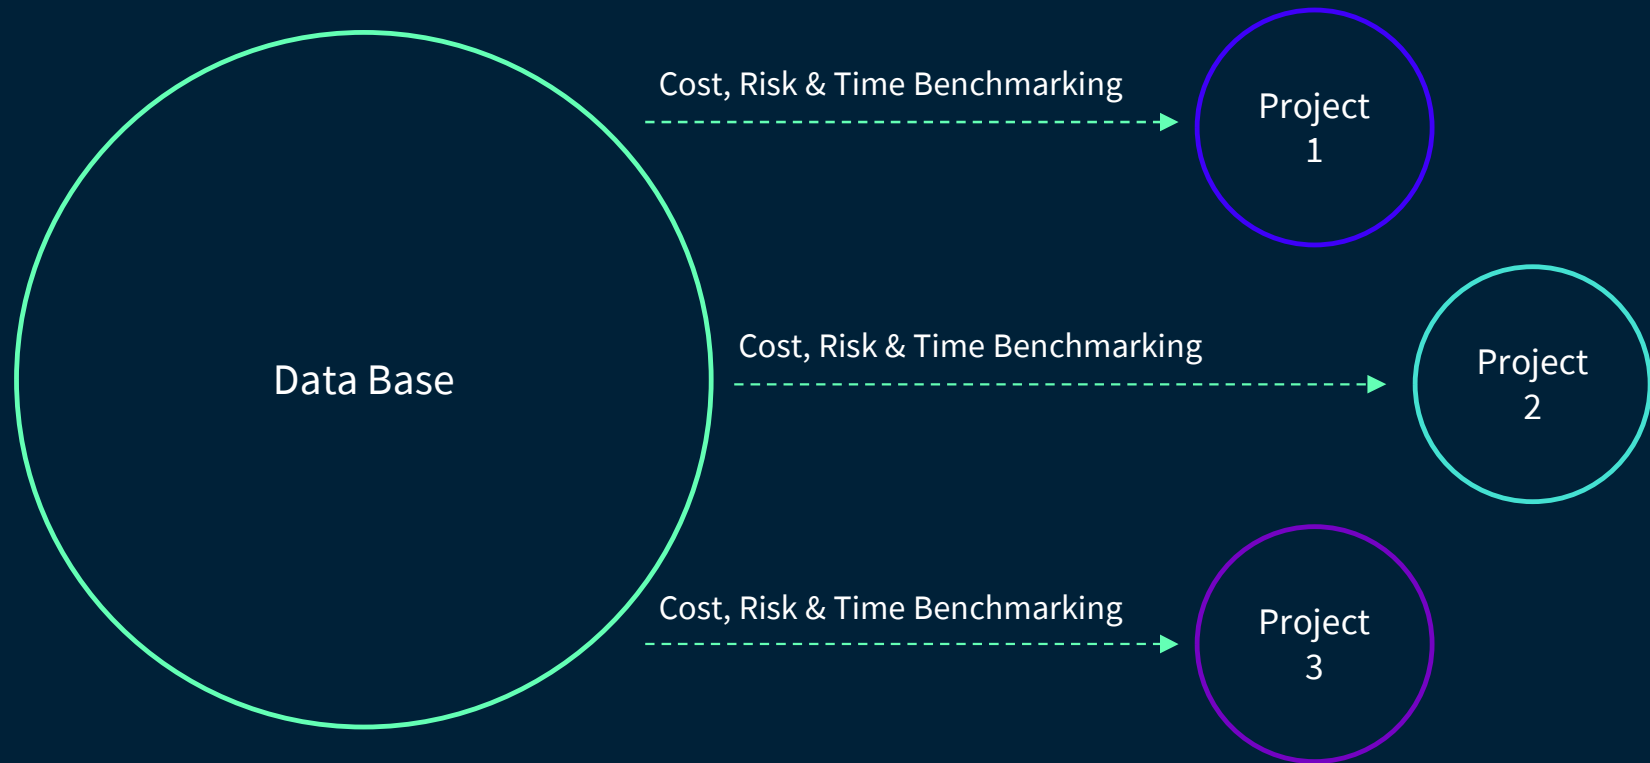 Cost, Risk & Time Benchmarking
Project
1
Data Base
Cost, Risk & Time Benchmarking
Project
2
Cost, Risk & Time Benchmarking
Project
3